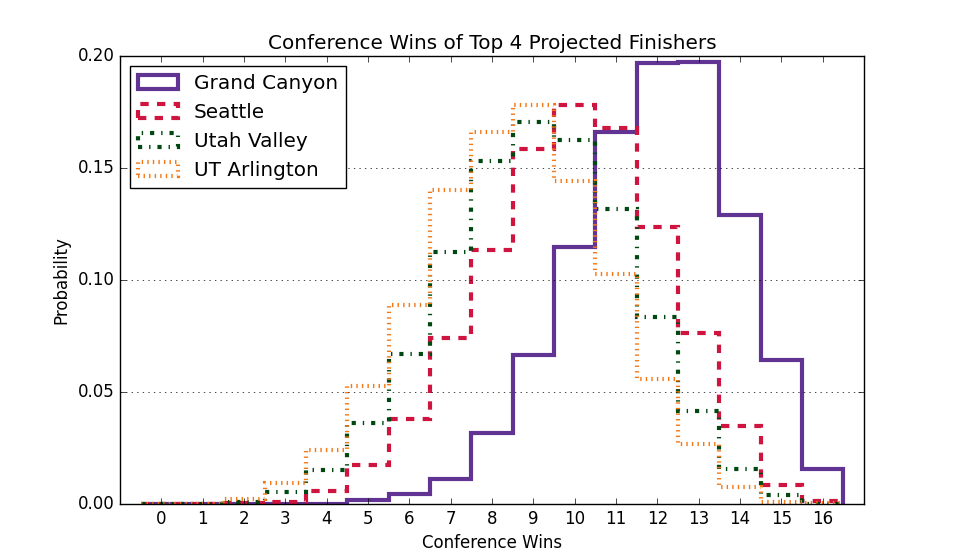 Conference Wins of Top 4 Projected Finishers
Grand Canyon
Seattle
Utah Valley
UT Arlington
Probability
0.20
0.15
0.10
0.05
0.00
0 1 2 3 4 5 6 7 8 9 10 11 12 13 14 15 16
Conference Wins